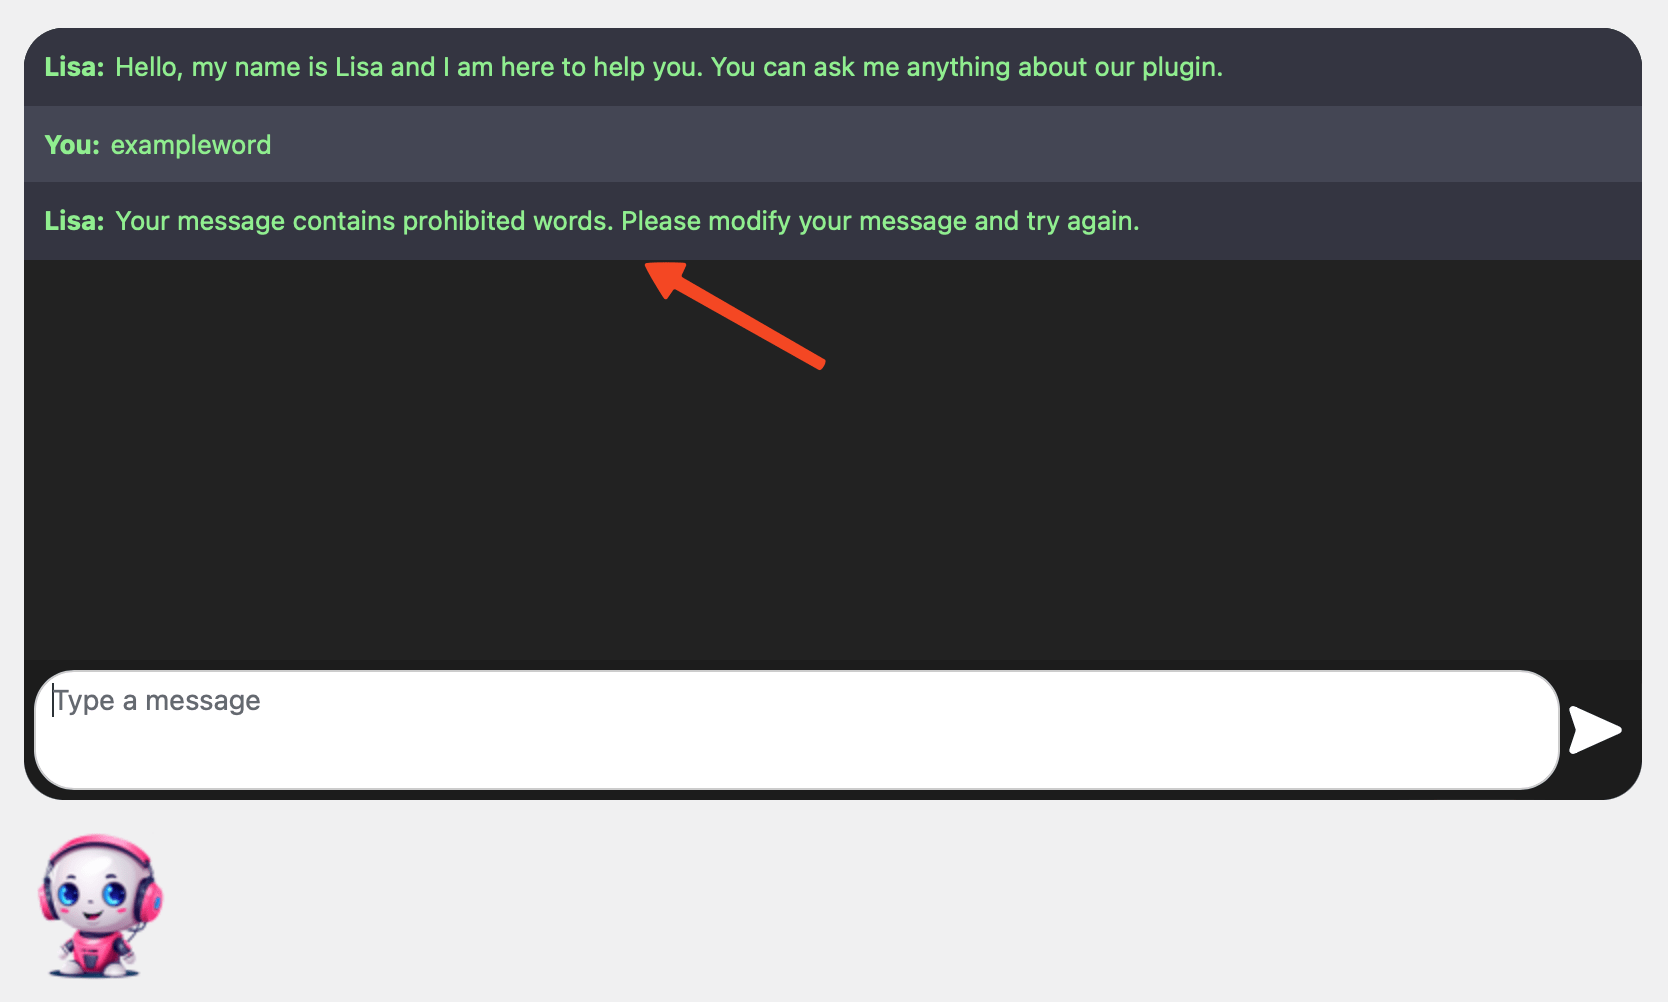 Lisa: Hello, my name is Lisa and I am here to help you. You can ask me anything about our plugin.
You: exampleword
Lisa: Your message contains prohibited words. Please modify your message and try again.
Type a message